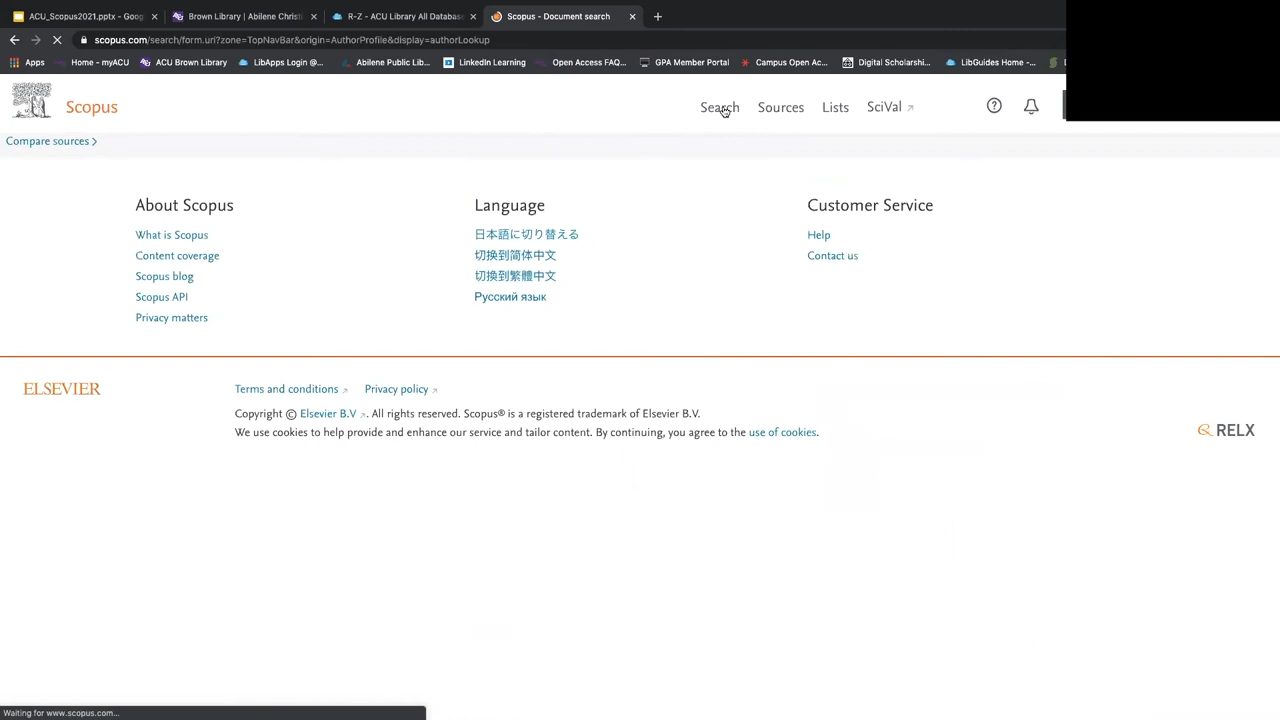 ACU_Scopus2021.pptx - Goog
Brown Library | Abilene Christi
R-Z - ACU Library All Database
Scopus - Document search
scopus.com/search/form.uri?zone=TopNavBar&origin=AuthorProfile&display=authorLookup
Apps
Home - myACU
ACU Brown Library
LibApps Login @...
Abilene Public Lib...
LinkedIn Learning
Open Access FAQ...
GPA Member Portal
Campus Open Ac...
Digital Scholarshi...
LibGuides Home -...
Scopus
Search
Sources
Lists
SciVal
Compare sources
About Scopus
What is Scopus
Content coverage
Scopus blog
Scopus API
Privacy matters
Language
日本語に切り替える
切换到简体中文
切換到繁體中文
Русский язык
Customer Service
Help
Contact us
ELSEVIER
Terms and conditions
Privacy policy
Copyright © Elsevier B.V. All rights reserved. Scopus® is a registered trademark of Elsevier B.V.
We use cookies to help provide and enhance our service and tailor content. By continuing, you agree to the use of cookies.
RELX
Waiting for www.scopus.com...